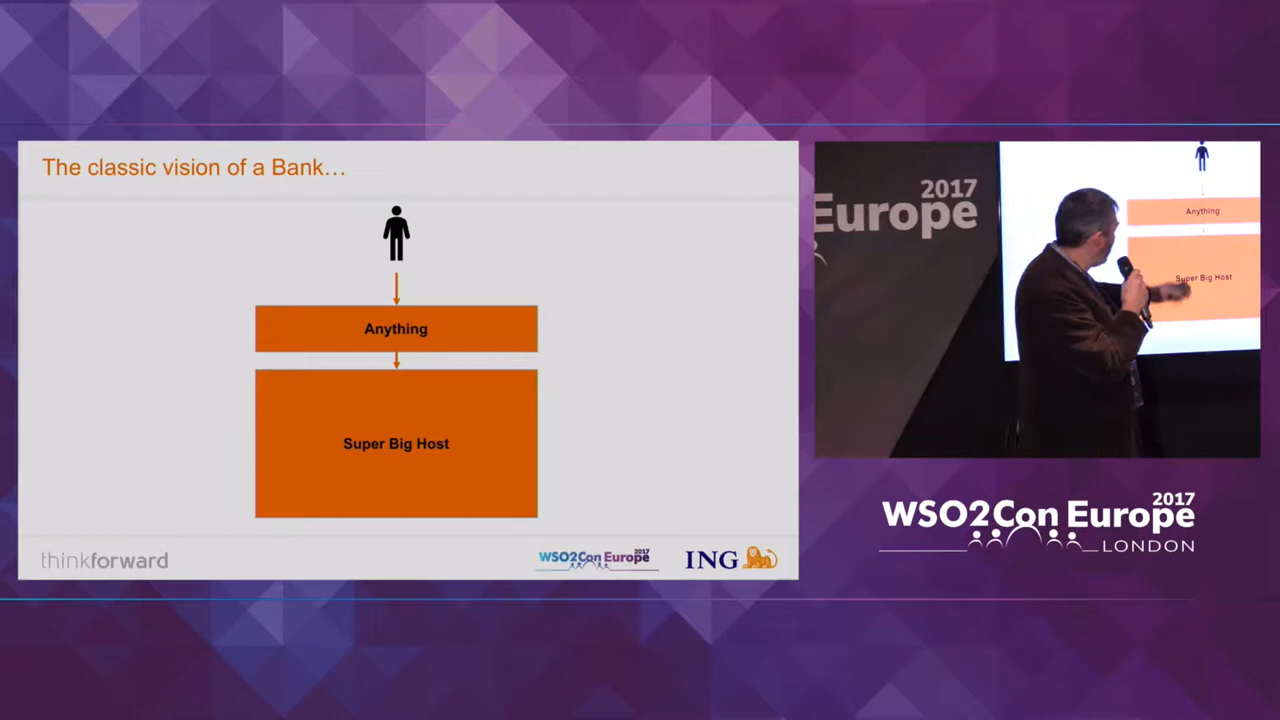 The classic vision of a Bank…
Anything
Super Big Host
thinkforward
WSO2Con Europe 2017
ING
2017
Europe
Anything
Super Big Host
2017
WSO2Con Europe
LONDON